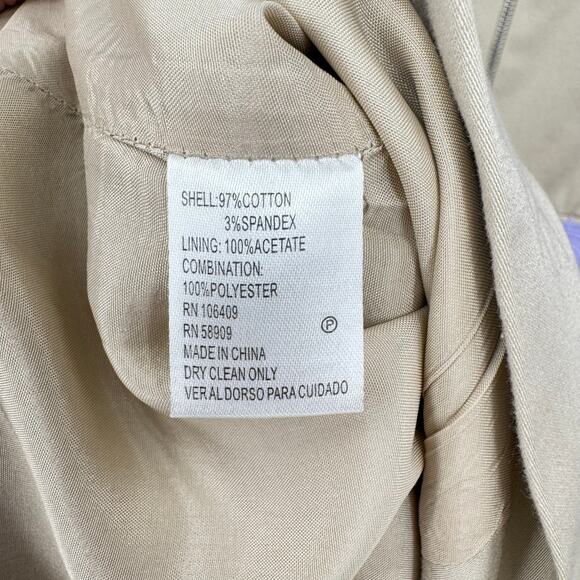 SHELL:97%COTTON
3%SPANDEX
LINING: 100%ACETATE
COMBINATION:
100%POLYESTER
RN 106409
RN 58909
P
MADE IN CHINA
DRY CLEAN ONLY
VER AL DORSO PARA CUIDADO